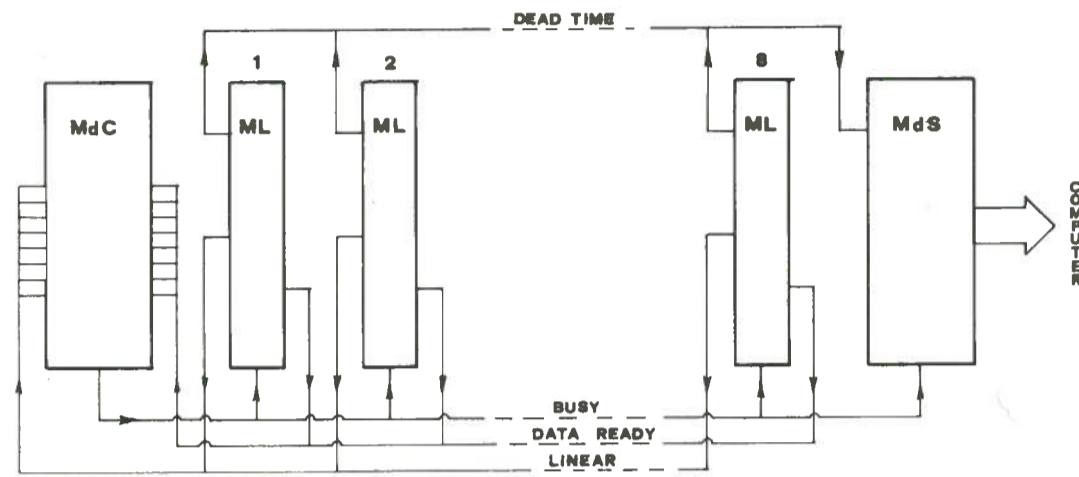 DEAD TIME
1
2
8
MdC
ML
ML
ML
MdS
COMPUTER
BUSY
DATA READY
LINEAR